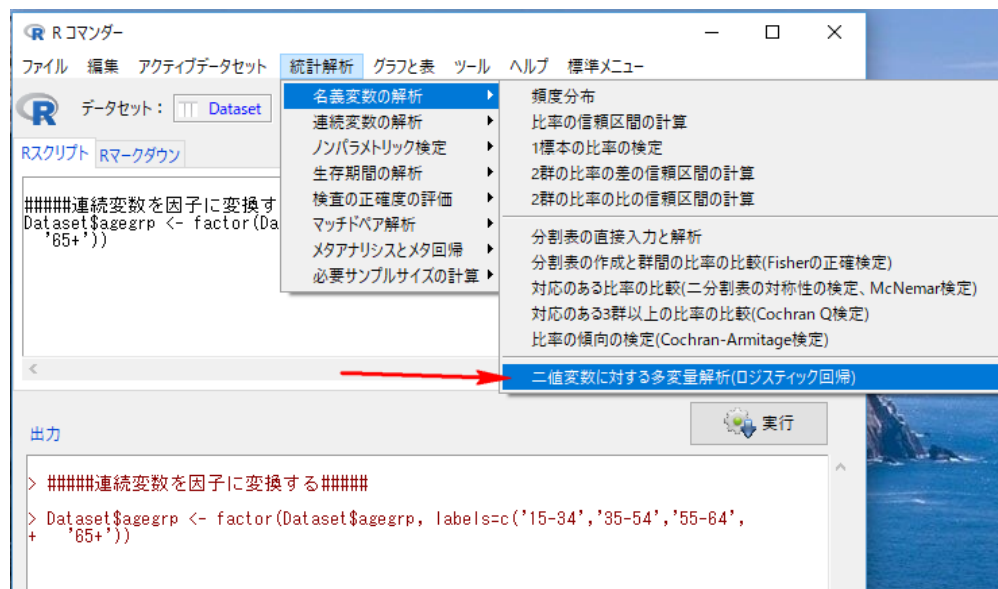 R コマンダー
ファイル 編集 アクティブデータセット 統計解析 グラフと表 ツール ヘルプ 標準メニュー
データセット： Dataset
Rスクリプト Rマークダウン
#####連続変数を因子に変換す
Dataset$agegrp <- factor(Da
'65+'))
名義変数の解析
連続変数の解析
ノンパラメトリック検定
生存期間の解析
検査の正確度の評価
マッチドペア解析
メタアナリシスとメタ回帰
必要サンプルサイズの計算
頻度分布
比率の信頼区間の計算
1標本の比率の検定
2群の比率の差の信頼区間の計算
2群の比率の比の信頼区間の計算
分割表の直接入力と解析
分割表の作成と群間の比率の比較(Fisherの正確検定)
対応のある比率の比較(二分割表の対称性の検定、McNemar検定)
対応のある3群以上の比率の比較(Cochran Q検定)
比率の傾向の検定(Cochran-Armitage検定)
二値変数に対する多変量解析(ロジスティック回帰)
実行
出力
> #####連続変数を因子に変換する#####
> Dataset$agegrp <- factor(Dataset$agegrp, labels=c('15-34','35-54','55-64',
+ '65+'))